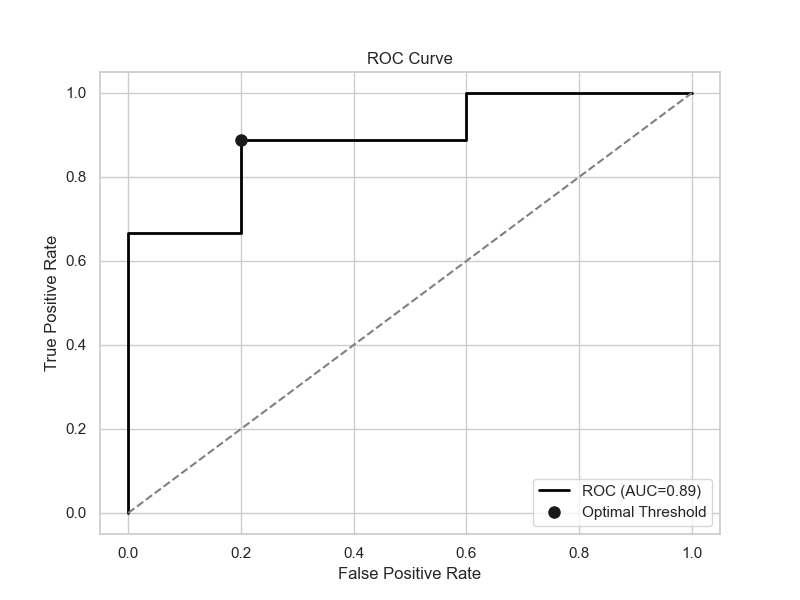 ROC Curve
True Positive Rate
1.0
0.8
0.6
0.4
0.2
0.0
0.0 0.2 0.4 0.6 0.8 1.0
False Positive Rate
ROC (AUC=0.89)
Optimal Threshold